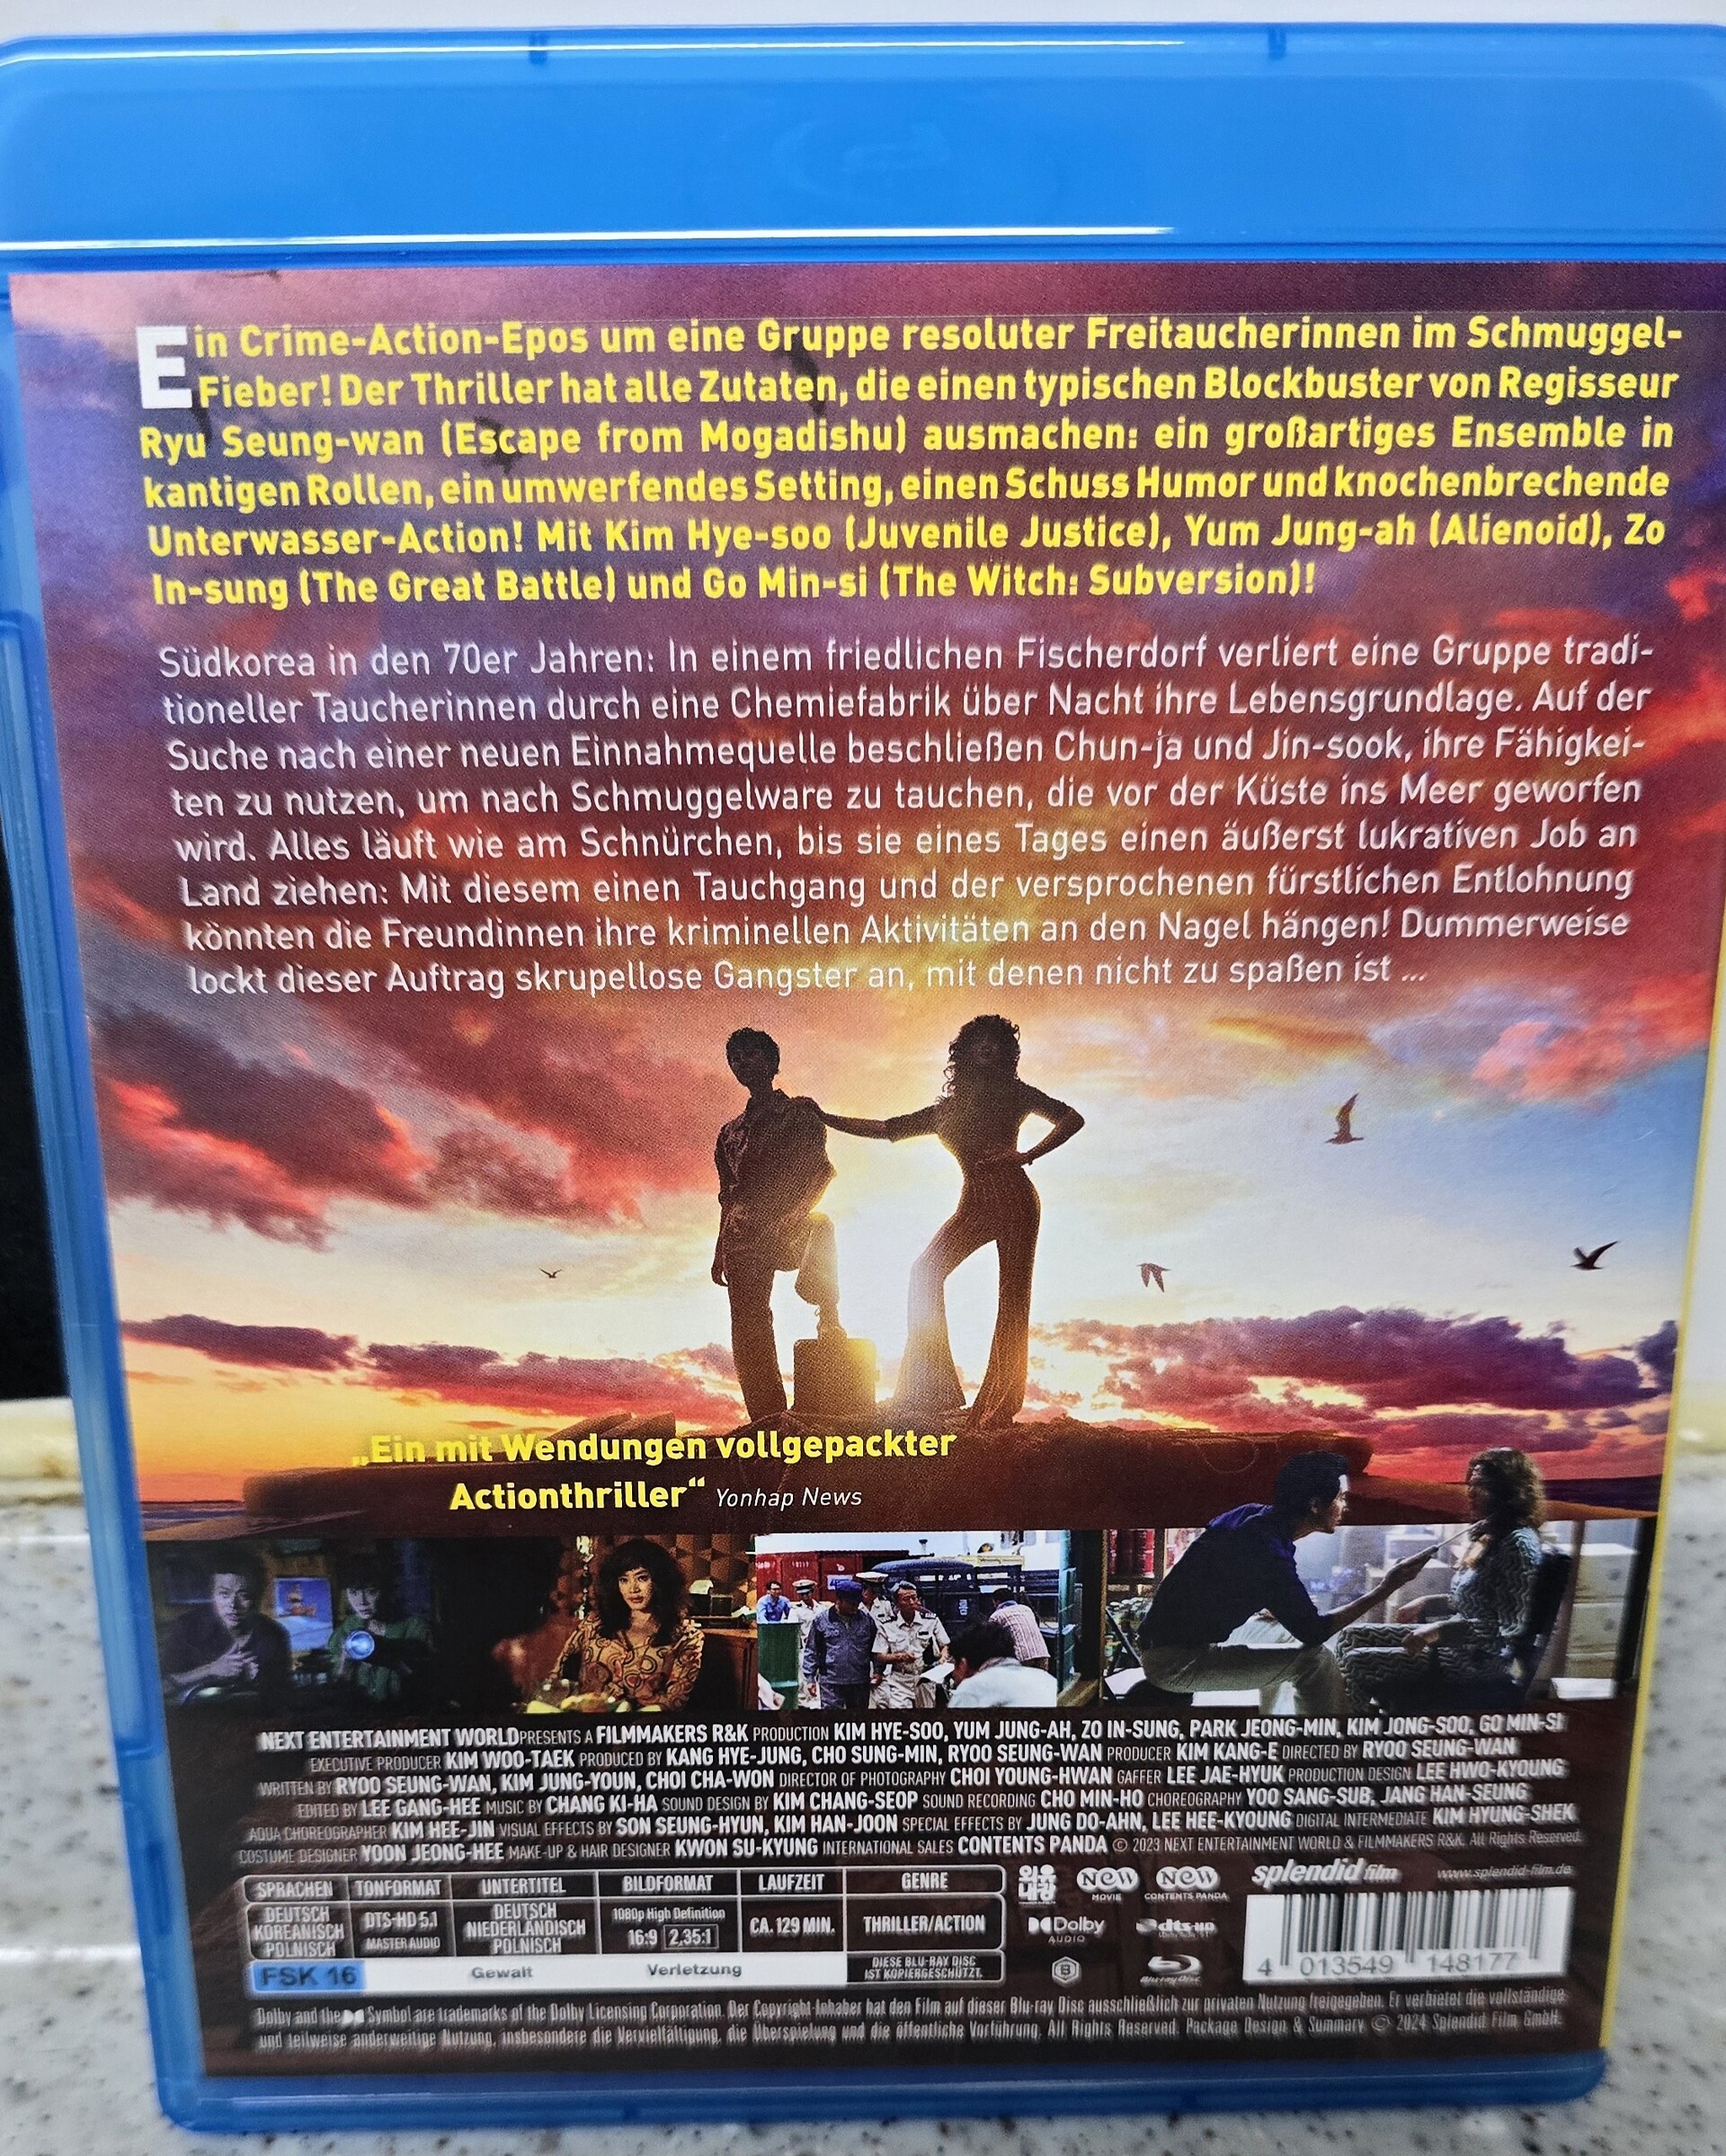 Ein Crime-Action-Epos um eine Gruppe resoluter Freitaucherinnen im Schmuggel-
Fieber! Der Thriller hat alle Zutaten, die einen typischen Blockbuster von Regisseur
Ryu Seung-wan (Escape from Mogadishu) ausmachen: ein großartiges Ensemble in
kantigen Rollen, ein umwerfendes Setting, einen Schuss Humor und knochenbrechende
Unterwasser-Action! Mit Kim Hye-soo (Juvenile Justice), Yum Jung-ah (Alienoid), Zo
In-sung (The Great Battle) und Go Min-si (The Witch: Subversion)!
Südkorea in den 70er Jahren: In einem friedlichen Fischerdorf verliert eine Gruppe tradi-
tioneller Taucherinnen durch eine Chemiefabrik über Nacht ihre Lebensgrundlage. Auf der
Suche nach einer neuen Einnahmequelle beschließen Chun-ja und Jin-sook, ihre Fähigkei-
ten zu nutzen, um nach Schmuggelware zu tauchen, die vor der Küste ins Meer geworfen
wird. Alles läuft wie am Schnürchen, bis sie eines Tages einen äußerst lukrativen Job an
Land ziehen: Mit diesem einen Tauchgang und der versprochenen fürstlichen Entlohnung
könnten die Freundinnen ihre kriminellen Aktivitäten an den Nagel hängen! Dummerweise
lockt dieser Auftrag skrupellose Gangster an, mit denen nicht zu spaßen ist ...
„Ein mit Wendungen vollgepackter
Actionthriller“ Yonhap News
NEXT ENTERTAINMENT WORLD PRESENTS A FILMMAKERS R&K PRODUCTION KIM HYE-SOO, YUM JUNG-AH, ZO IN-SUNG, PARK JEONG-MIN, KIM JONG-SOO, GO MIN-SI
EXECUTIVE PRODUCER KIM WOO-TAEK PRODUCED BY KANG HYE-JUNG, CHO SUNG-MIN, RYOO SEUNG-WAN PRODUCER KIM KANG-E DIRECTED BY RYOO SEUNG-WAN
WRITTEN BY RYOO SEUNG-WAN, KIM JUNG-YOUN, CHOI CHA-WON DIRECTOR OF PHOTOGRAPHY CHOI YOUNG-HWAN GAFFER LEE JAE-HYUK PRODUCTION DESIGN LEE HWO-KYOUNG
EDITED BY LEE GANG-HEE MUSIC BY CHANG KI-HA SOUND DESIGN BY KIM CHANG-SEOP SOUND RECORDING CHO MIN-HO CHOREOGRAPHY YOO SANG-SUB, JANG HAN-SEUNG
AQUA CHOREOGRAPHER KIM HEE-JIN VISUAL EFFECTS BY SON SEUNG-HYUN, KIM HAN-JOON SPECIAL EFFECTS BY JUNG DO-AHN, LEE HEE-KYOUNG DIGITAL INTERMEDIATE KIM HYUNG-SHEK
COSTUME DESIGNER YOON JEONG-HEE MAKE-UP & HAIR DESIGNER KWON SU-KYUNG INTERNATIONAL SALES CONTENTS PANDA © 2023 NEXT ENTERTAINMENT WORLD & FILMMAKERS R&K. All Rights Reserved.
SPRACHEN TONFORMAT UNTERTITEL BILDFORMAT LAUFZEIT GENRE
DEUTSCH KOREANISCH POLNISCH
DTS-HD 5.1 MASTER AUDIO
DEUTSCH NIEDERLÄNDISCH POLNISCH
1080p High Definition
16:9 2,35:1
CA. 129 MIN.
THRILLER/ACTION
FSK 16 Gewalt Verletzung
DIESE BLU-RAY DISC
IST KOPIERGESCHÜTZT.
외유내강
NEW MOVIE
NEW CONTENTS PANDA
splendid film
www.splendid-film.de
Dolby AUDIO
dts-HD
B
Blu-ray Disc
4 013549 148177
Dolby and the Symbol are trademarks of the Dolby Licensing Corporation. Der Copyright-Inhaber hat den Film auf dieser Blu-ray Disc ausschließlich zur privaten Nutzung freigegeben. Er verbietet die vollständige
und teilweise anderweitige Nutzung, insbesondere die Vervielfältigung, die Überspielung und die öffentliche Vorführung. All Rights Reserved. Package Design & Summary © 2024 Splendid Film GmbH.